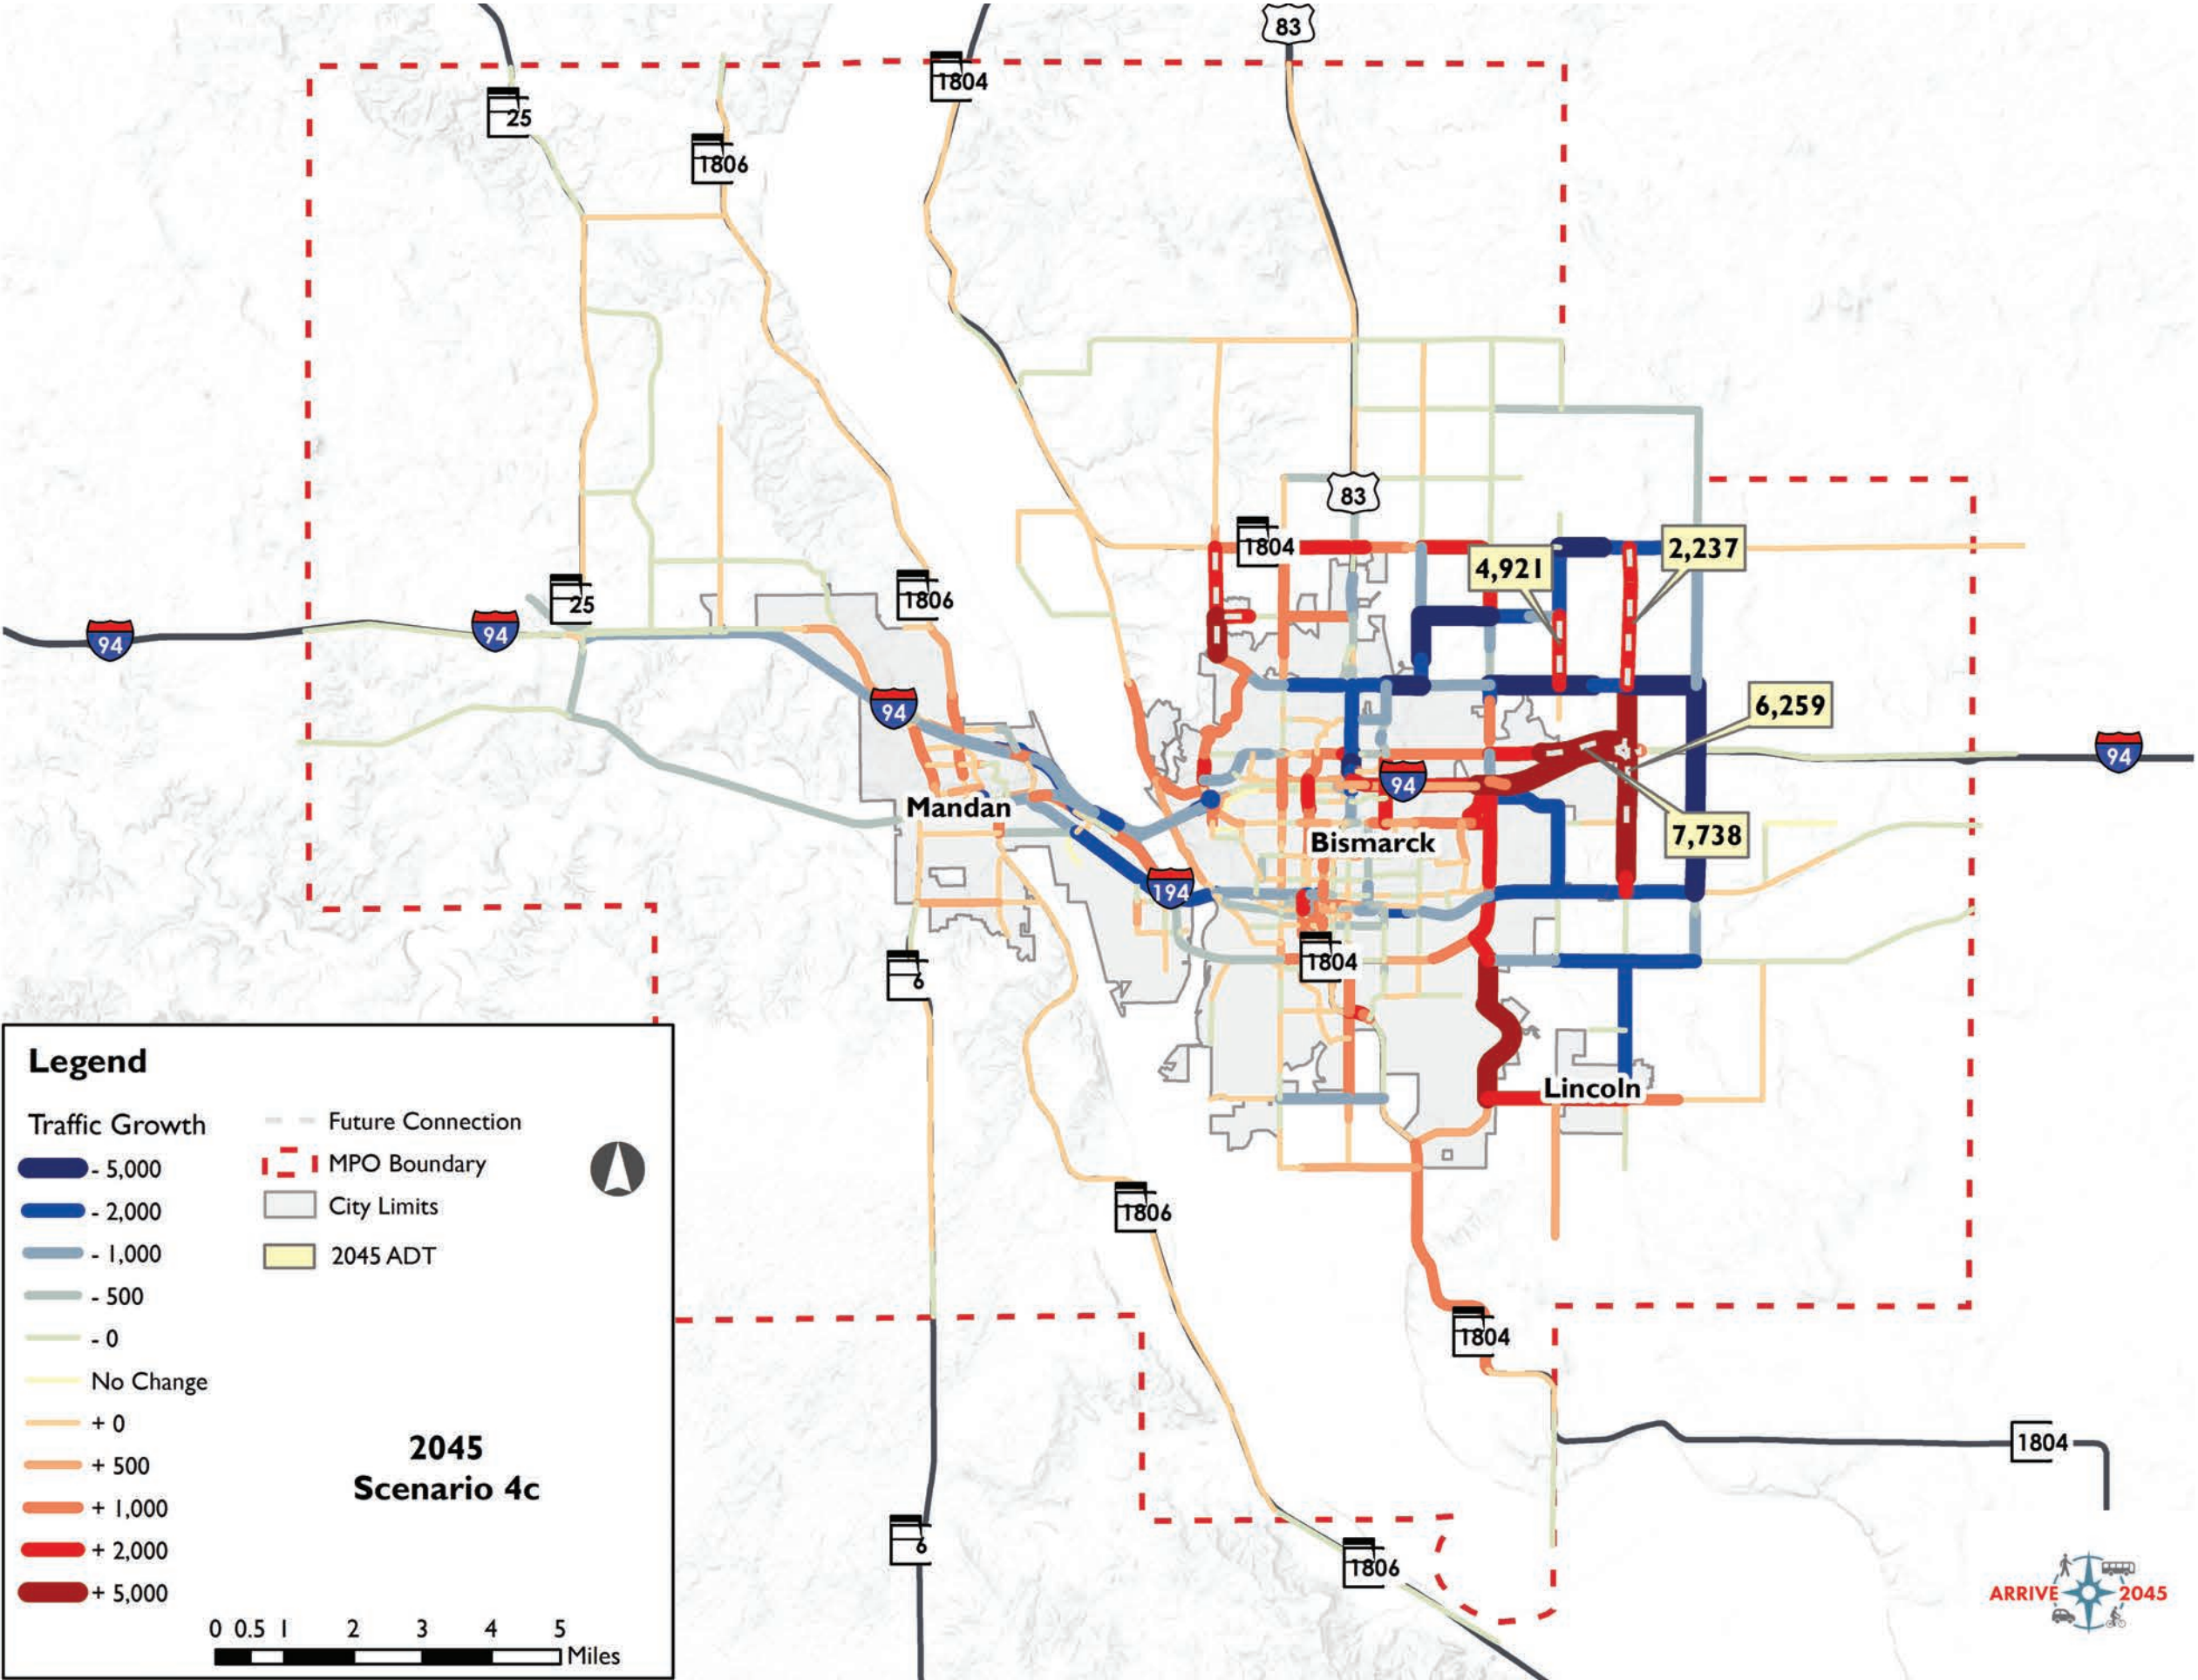 83
1804
25
1806
83
1804
2,237
4,921
25
1806
94
94
94
6,259
94
94
7,738
Mandan
Bismarck
194
1804
6
Lincoln
1806
1804
1804
6
1806
Legend
Traffic Growth
- 5,000
- 2,000
- 1,000
- 500
- 0
No Change
+ 0
+ 500
+ 1,000
+ 2,000
+ 5,000
Future Connection
MPO Boundary
City Limits
2045 ADT
2045
Scenario 4c
0 0.5 1 2 3 4 5
Miles
ARRIVE 2045